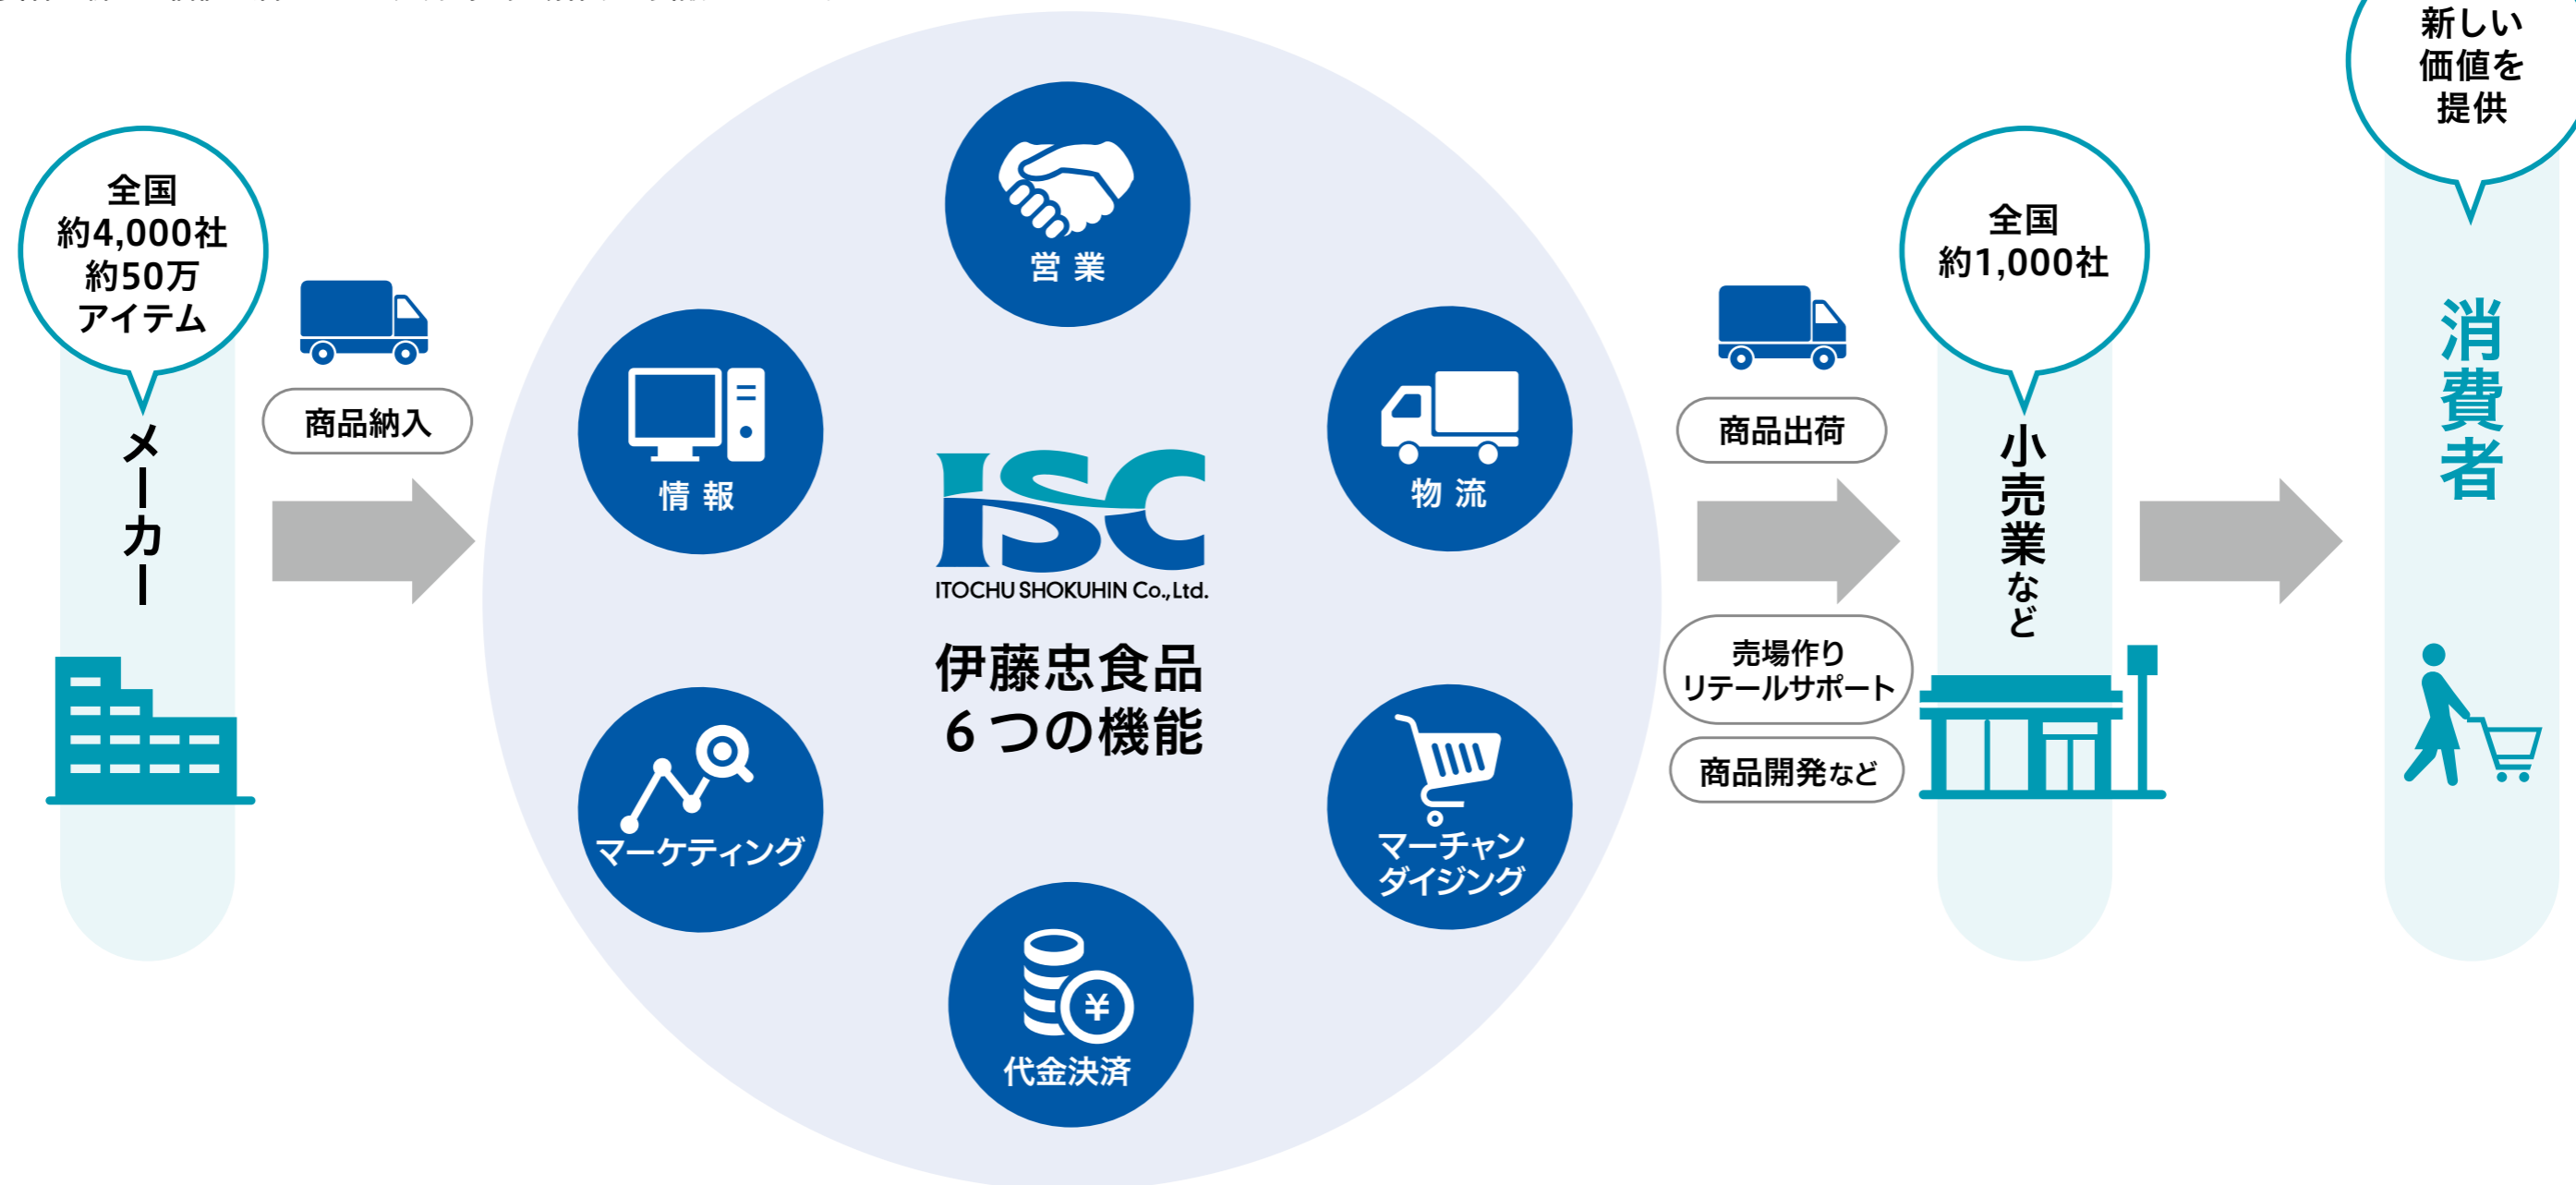 全国
約4,000社
約50万
アイテム
メーカー
商品納入
営業
情報
物流
ISC
ITOCHU SHOKUHIN Co.,Ltd.
伊藤忠食品
6つの機能
マーケティング
マーチャン
ダイジング
代金決済
商品出荷
売場作り
リテールサポート
商品開発など
全国
約1,000社
小売業など
新しい
価値を
提供
消費者